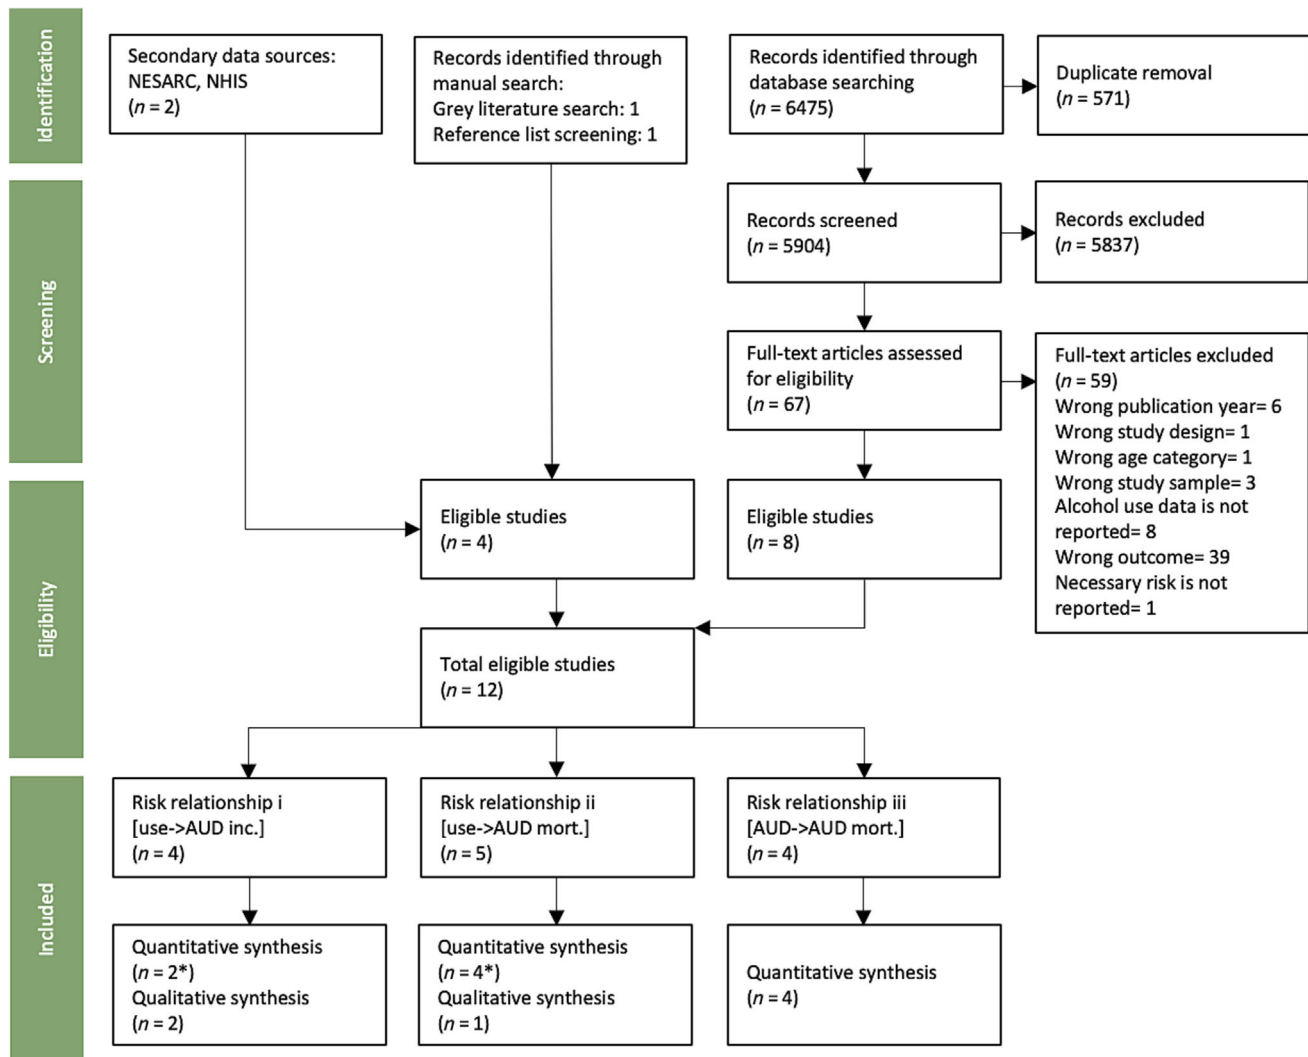 Identification
Secondary data sources:
NESARC, NHIS
(n = 2)
Records identified through
manual search:
Grey literature search: 1
Reference list screening: 1
Records identified through
database searching
(n = 6475)
Duplicate removal
(n = 571)
Screening
Records screened
(n = 5904)
Records excluded
(n = 5837)
Full-text articles assessed
for eligibility
(n = 67)
Full-text articles excluded
(n = 59)
Wrong publication year= 6
Wrong study design= 1
Wrong age category= 1
Wrong study sample= 3
Alcohol use data is not
reported= 8
Wrong outcome= 39
Necessary risk is not
reported= 1
Eligibility
Eligible studies
(n = 4)
Eligible studies
(n = 8)
Total eligible studies
(n = 12)
Included
Risk relationship i
[use->AUD inc.]
(n = 4)
Risk relationship ii
[use->AUD mort.]
(n = 5)
Risk relationship iii
[AUD->AUD mort.]
(n = 4)
Quantitative synthesis
(n = 2*)
Qualitative synthesis
(n = 2)
Quantitative synthesis
(n = 4*)
Qualitative synthesis
(n = 1)
Quantitative synthesis
(n = 4)